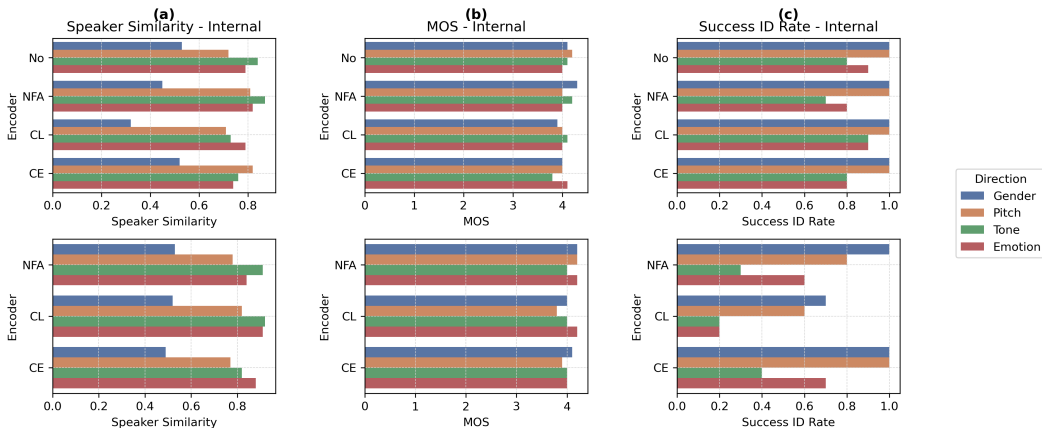 (a)
Speaker Similarity - Internal
No
NFA
CL
CE
Encoder
0.0 0.2 0.4 0.6 0.8
Speaker Similarity
(b)
MOS - Internal
No
NFA
CL
CE
Encoder
0 1 2 3 4
MOS
(c)
Success ID Rate - Internal
No
NFA
CL
CE
Encoder
0.0 0.2 0.4 0.6 0.8 1.0
Success ID Rate
Direction
Gender
Pitch
Tone
Emotion
NFA
CL
CE
Encoder
0.0 0.2 0.4 0.6 0.8
Speaker Similarity
NFA
CL
CE
Encoder
0 1 2 3 4
MOS
NFA
CL
CE
Encoder
0.0 0.2 0.4 0.6 0.8 1.0
Success ID Rate